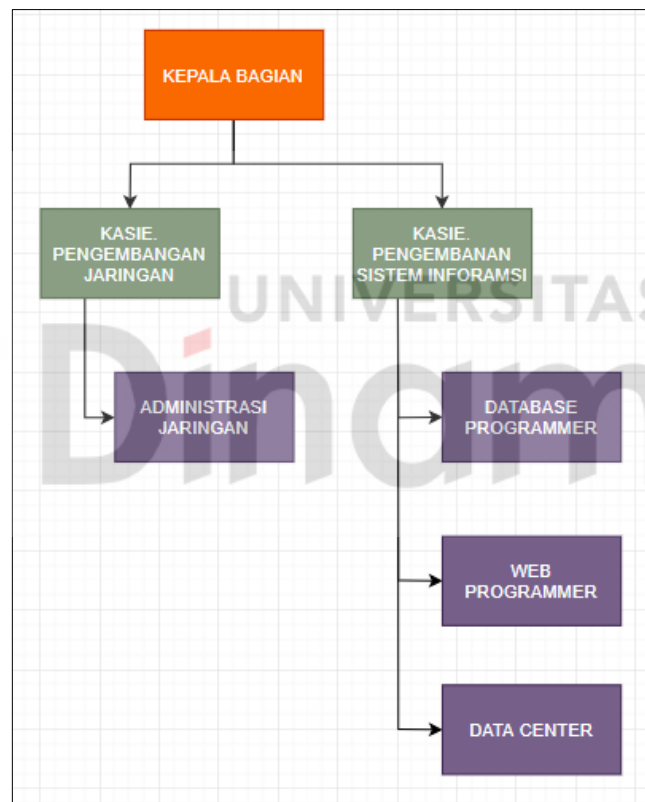 KEPALA BAGIAN
KASIE.
PENGEMBANGAN
JARINGAN
KASIE.
PENGEMBANAN
SISTEM INFORAMSI
UNIVERSITAS
Dinam
ADMINISTRASI
JARINGAN
DATABASE
PROGRAMMER
WEB
PROGRAMMER
DATA CENTER